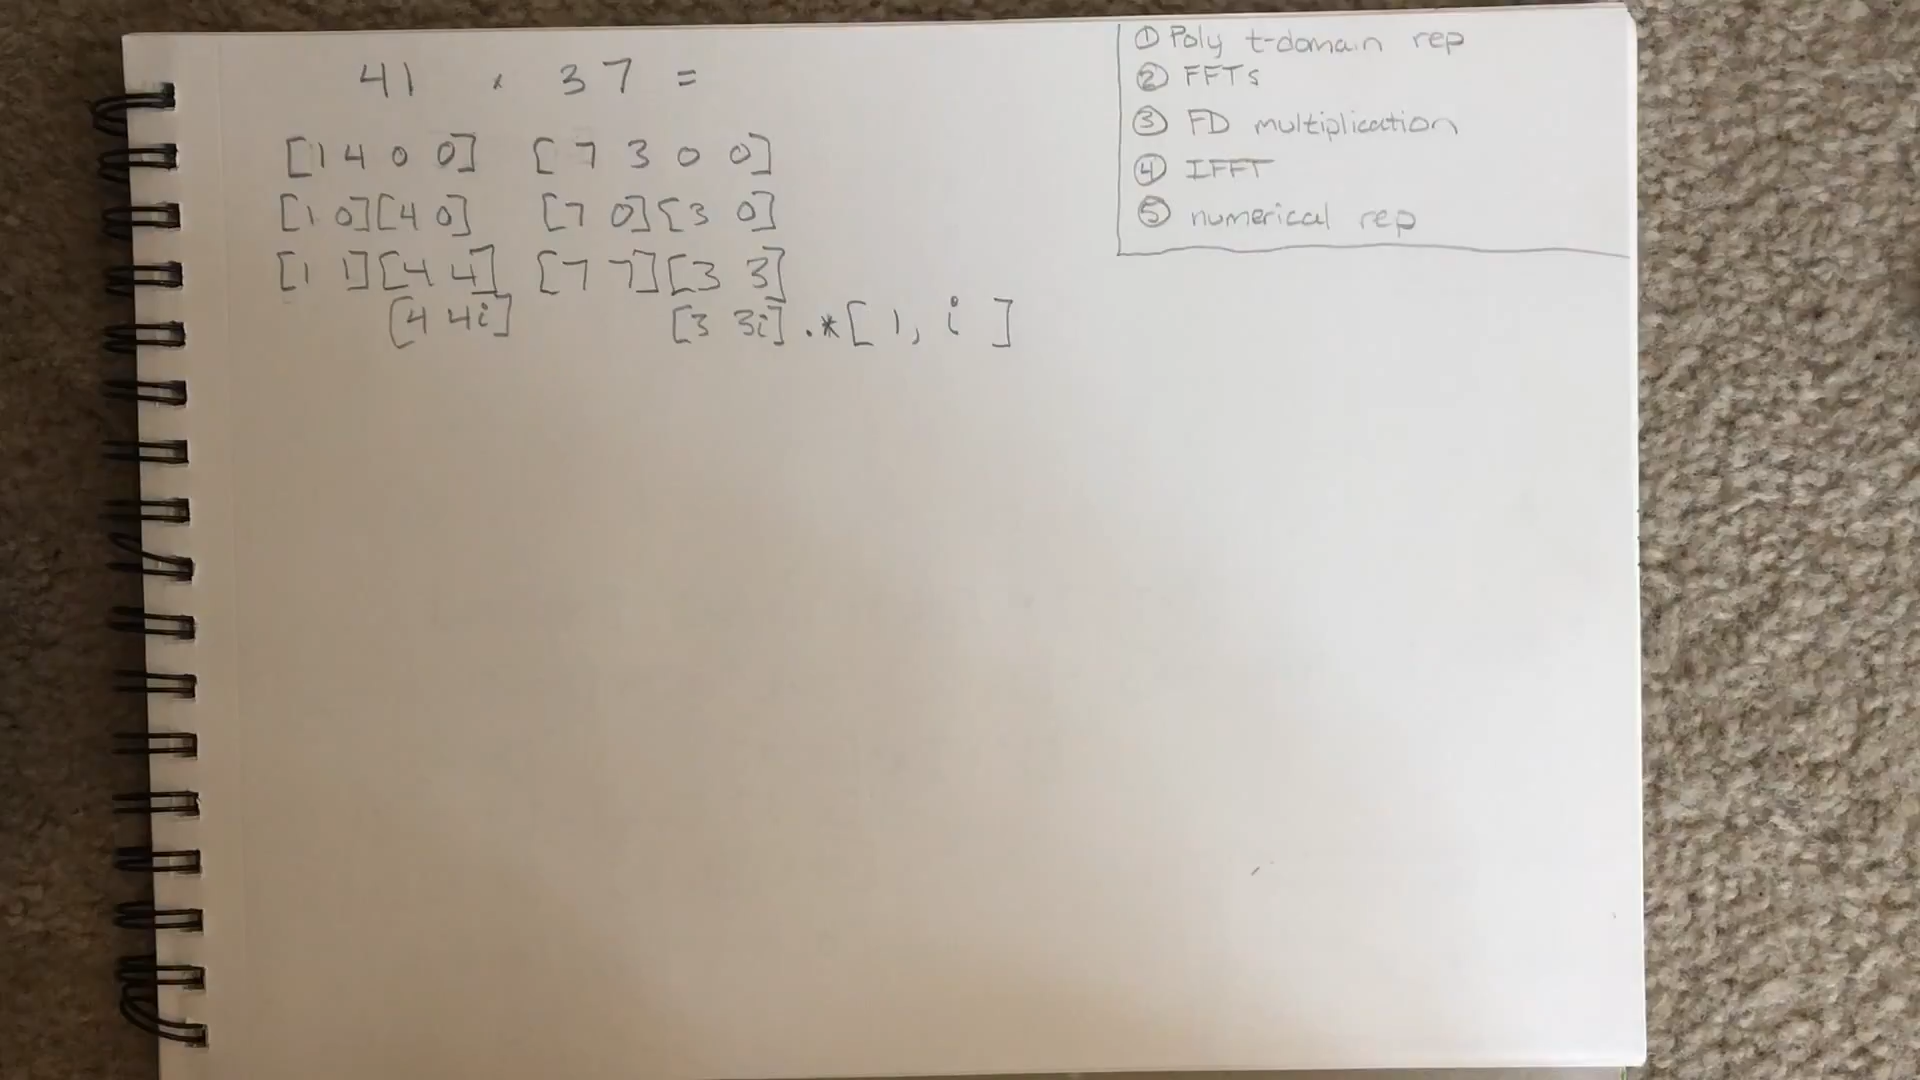 41 × 37 =
[1 4 0 0] [7 3 0 0]
[1 0][4 0] [7 0][3 0]
[1 1][4 4] [7 7][3 3]
[4 4i] [3 3i] .*[1, i ]
① Poly t-domain rep
② FFTs
③ FD multiplication
④ IFFT
⑤ numerical rep